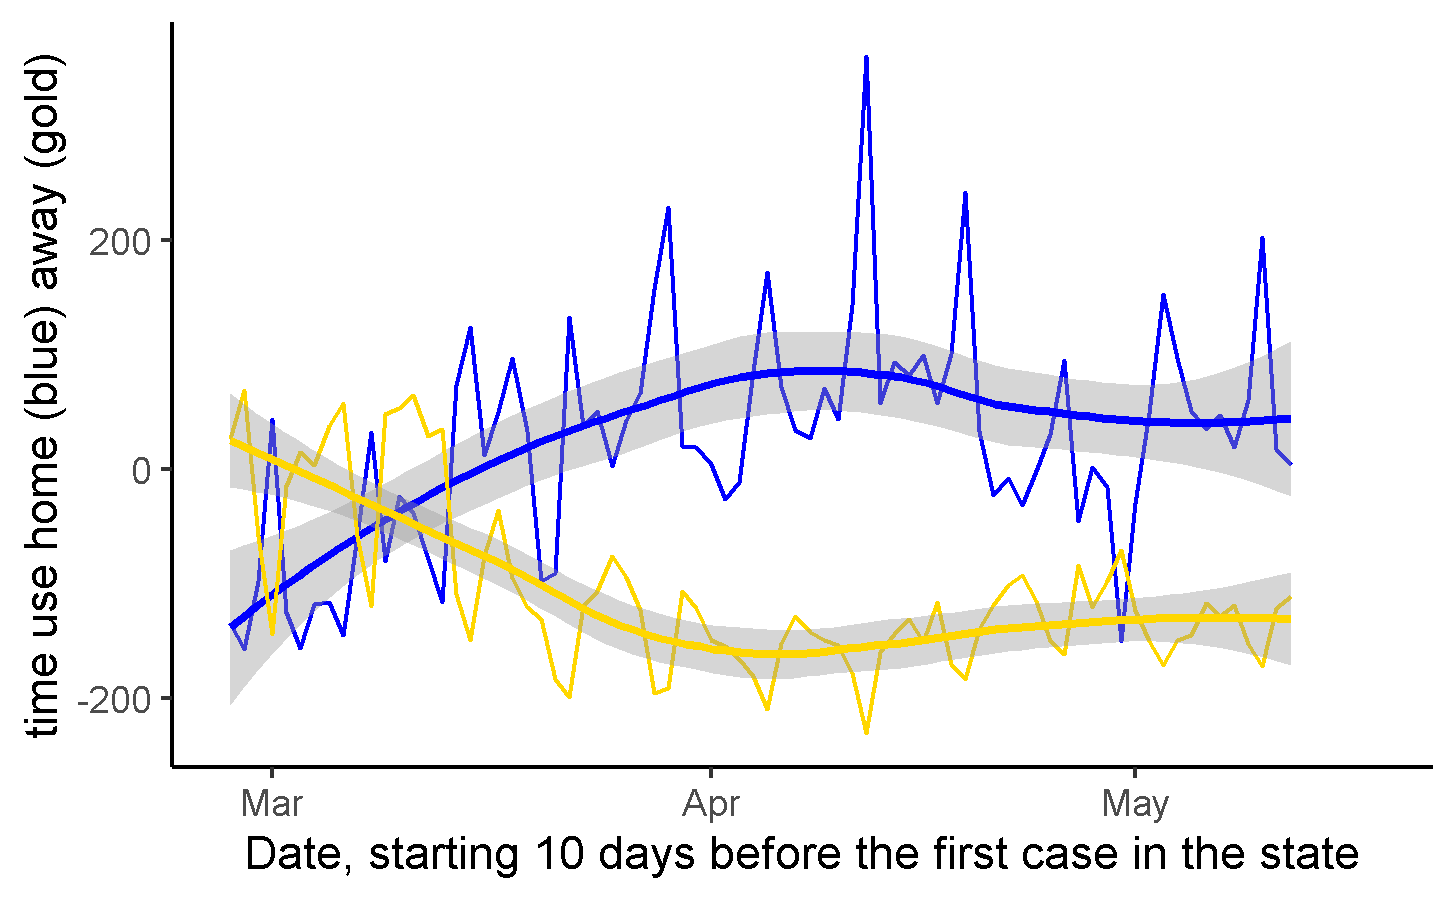 time use home (blue) away (gold)
200
0
-200
Mar
Apr
May
Date, starting 10 days before the first case in the state